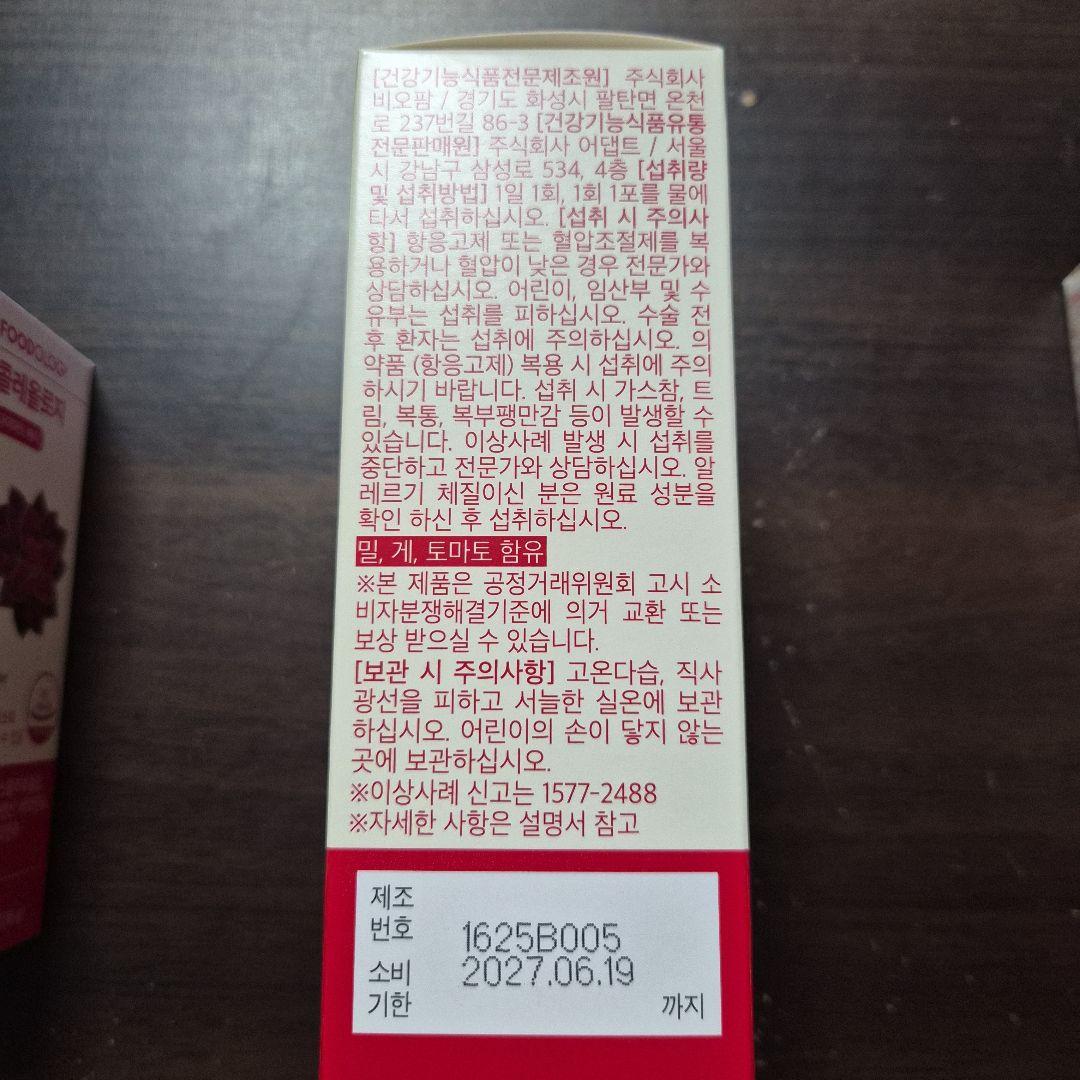 [건강기능식품전문제조원] 주식회사
비오팜 / 경기도 화성시 팔탄면 온천
로 237번길 86-3 [건강기능식품유통
전문판매원] 주식회사 어댑트 / 서울
시 강남구 삼성로 534, 4층 [섭취량
및 섭취방법] 1일 1회, 1회 1포를 물에
타서 섭취하십시오. [섭취 시 주의사
항] 항응고제 또는 혈압조절제를 복
용하거나 혈압이 낮은 경우 전문가와
상담하십시오. 어린이, 임산부 및 수
유부는 섭취를 피하십시오. 수술 전
후 환자는 섭취에 주의하십시오. 의
약품 (항응고제) 복용 시 섭취에 주의
하시기 바랍니다. 섭취 시 가스참, 트
림, 복통, 복부팽만감 등이 발생할 수
있습니다. 이상사례 발생 시 섭취를
중단하고 전문가와 상담하십시오. 알
레르기 체질이신 분은 원료 성분을
확인 하신 후 섭취하십시오.
밀, 게, 토마토 함유
※본 제품은 공정거래위원회 고시 소
비자분쟁해결기준에 의거 교환 또는
보상 받으실 수 있습니다.
[보관 시 주의사항] 고온다습, 직사
광선을 피하고 서늘한 실온에 보관
하십시오. 어린이의 손이 닿지 않는
곳에 보관하십시오.
※이상사례 신고는 1577-2488
※자세한 사항은 설명서 참고
제조
번호 1625B005
소비 2027.06.19
기한 까지
FOODOLOGY
콜레올로지